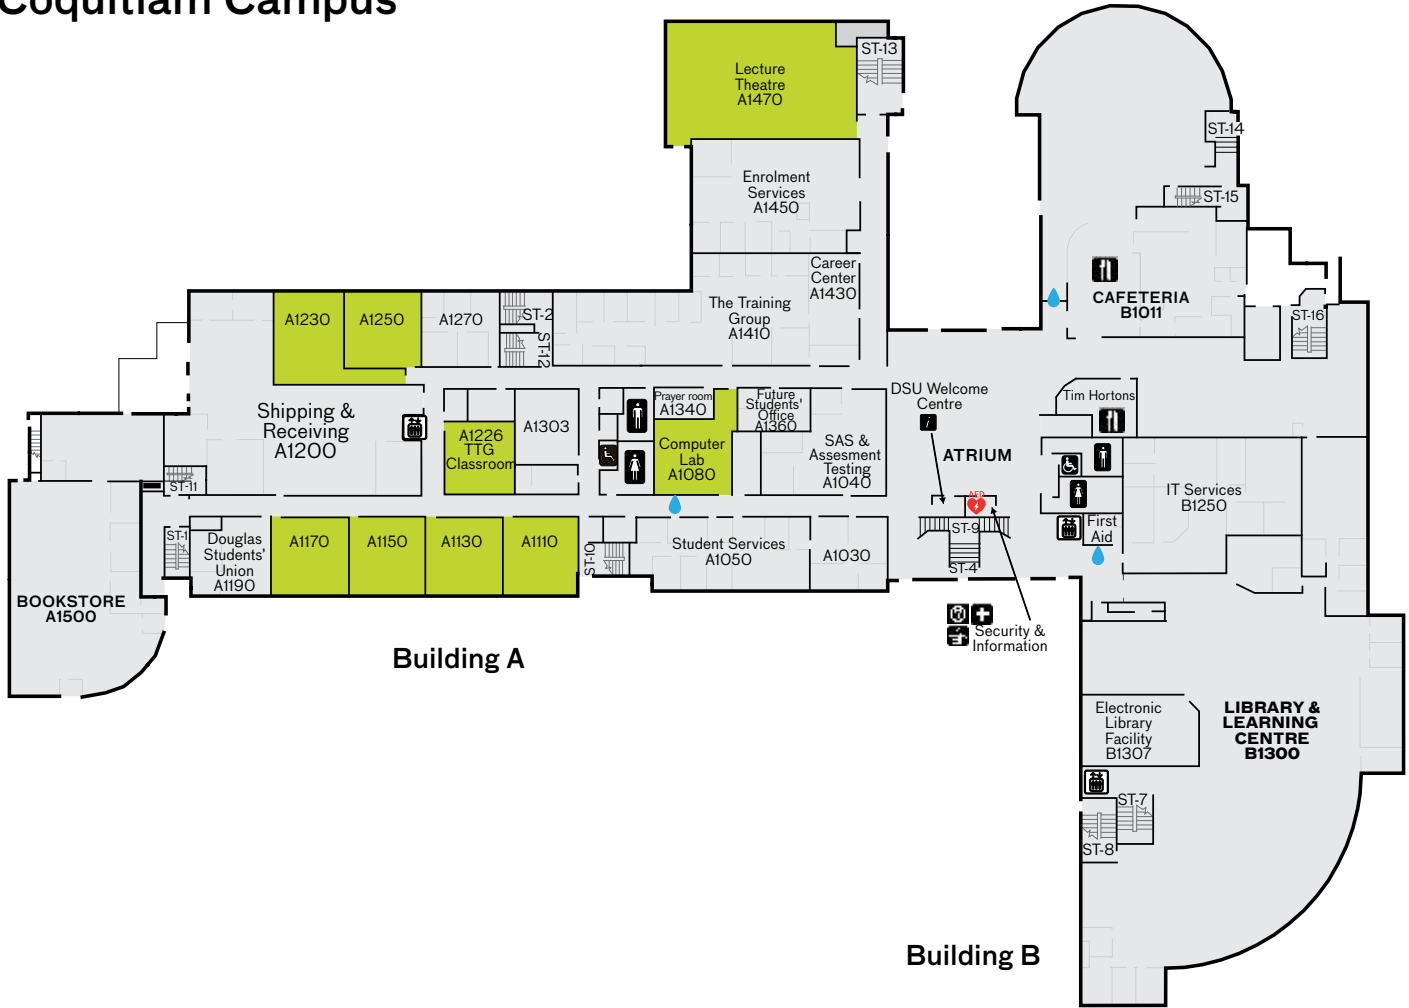 Coquitlam Campus
ST-13
Lecture
Theatre
A1470
ST-14
Enrolment
Services
A1450
ST-15
Career
Center
A1430
The Training
Group
A1410
CAFETERIA
B1011
A1230
A1250
A1270
ST-2
ST-12
ST-16
DSU Welcome
Centre
Tim Hortons
Prayer room
A1340
Future
Students'
Office
A1360
Shipping &
Receiving
A1200
A1226
TTG
Classroom
A1303
Computer
Lab
A1080
SAS &
Assesment
Testing
A1040
ATRIUM
IT Services
B1250
ST-11
AED
First
Aid
ST-9
ST-4
ST-1
Douglas
Students'
Union
A1190
A1170
A1150
A1130
A1110
ST-10
Student Services
A1050
A1030
BOOKSTORE
A1500
Security &
Information
Building A
Electronic
Library
Facility
B1307
LIBRARY &
LEARNING
CENTRE
B1300
ST-7
ST-8
Building B